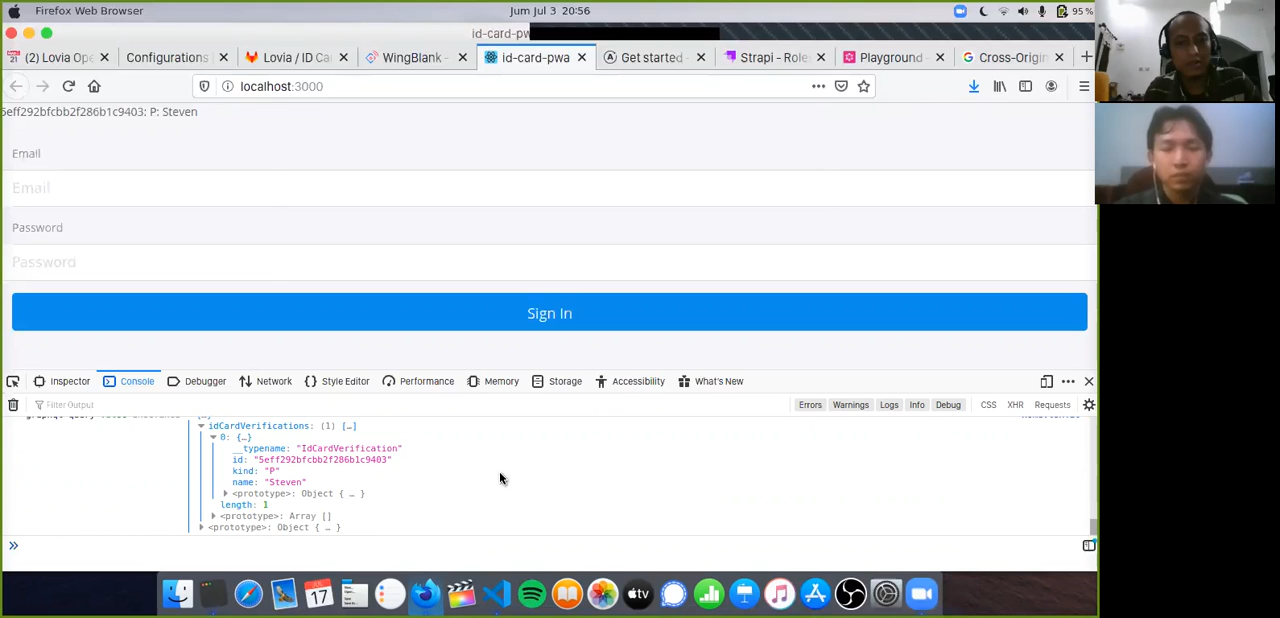 Firefox Web Browser
Jum Jul 3 20:56
95 %
id-card-pw
(2) Lovia Ope
Configurations
Lovia / ID Ca
WingBlank -
id-card-pwa
Get started -
Strapi - Role
Playground -
Cross-Origin
localhost:3000
5eff292bfcbb2f286b1c9403: P: Steven
Email
Email
Password
Password
Sign In
Inspector
Console
Debugger
Network
Style Editor
Performance
Memory
Storage
Accessibility
What's New
Filter Output
Errors
Warnings
Logs
Info
Debug
CSS
XHR
Requests
idCardVerifications: (1) […]
0: {…}
__typename: "IdCardVerification"
id: "5eff292bfcbb2f286b1c9403"
kind: "P"
name: "Steven"
<prototype>: Object { … }
length: 1
<prototype>: Array []
<prototype>: Object { … }
17
tv